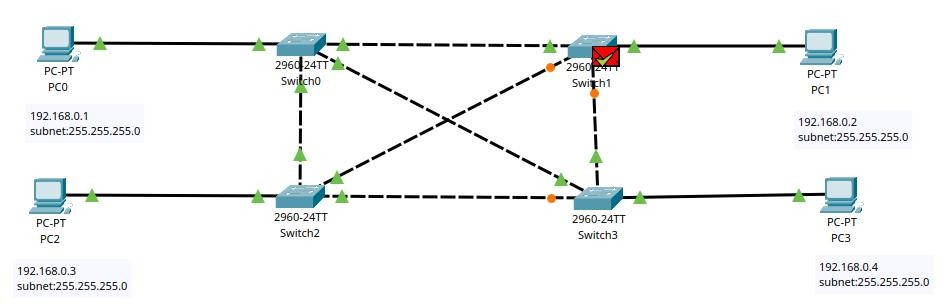 PC-PT
PC0
192.168.0.1
subnet:255.255.255.0
2960-24TT
Switch0
2960-24TT
Switch1
PC-PT
PC1
192.168.0.2
subnet:255.255.255.0
PC-PT
PC2
192.168.0.3
subnet:255.255.255.0
2960-24TT
Switch2
2960-24TT
Switch3
PC-PT
PC3
192.168.0.4
subnet:255.255.255.0